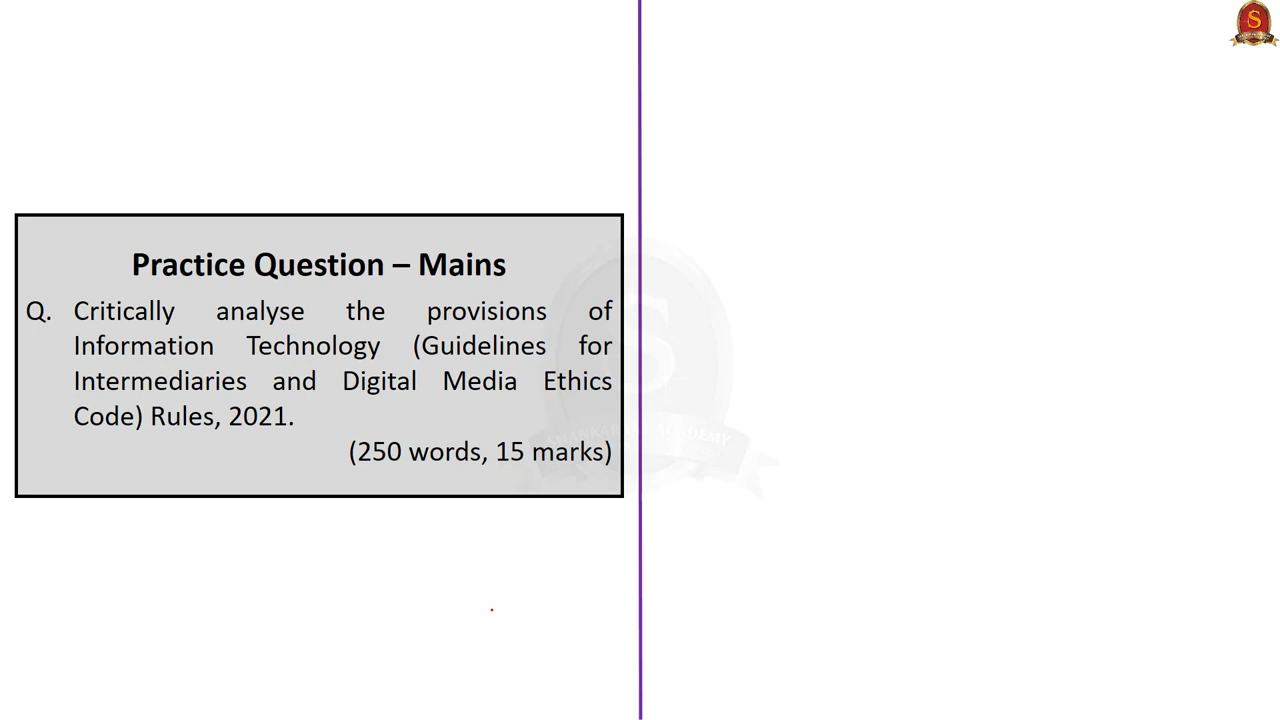 S
Practice Question – Mains
Q. Critically analyse the provisions of
Information Technology (Guidelines for
Intermediaries and Digital Media Ethics
Code) Rules, 2021.
(250 words, 15 marks)